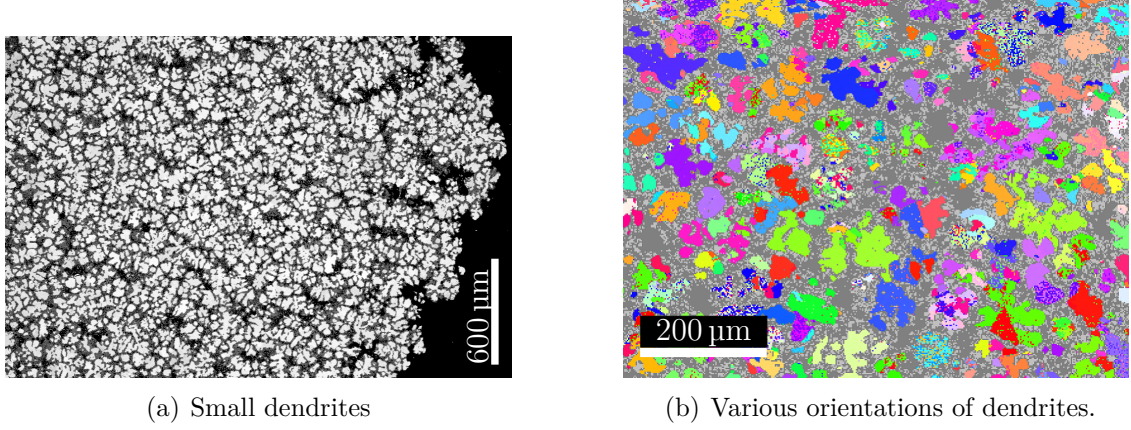 600 µm
200 µm
(a) Small dendrites
(b) Various orientations of dendrites.